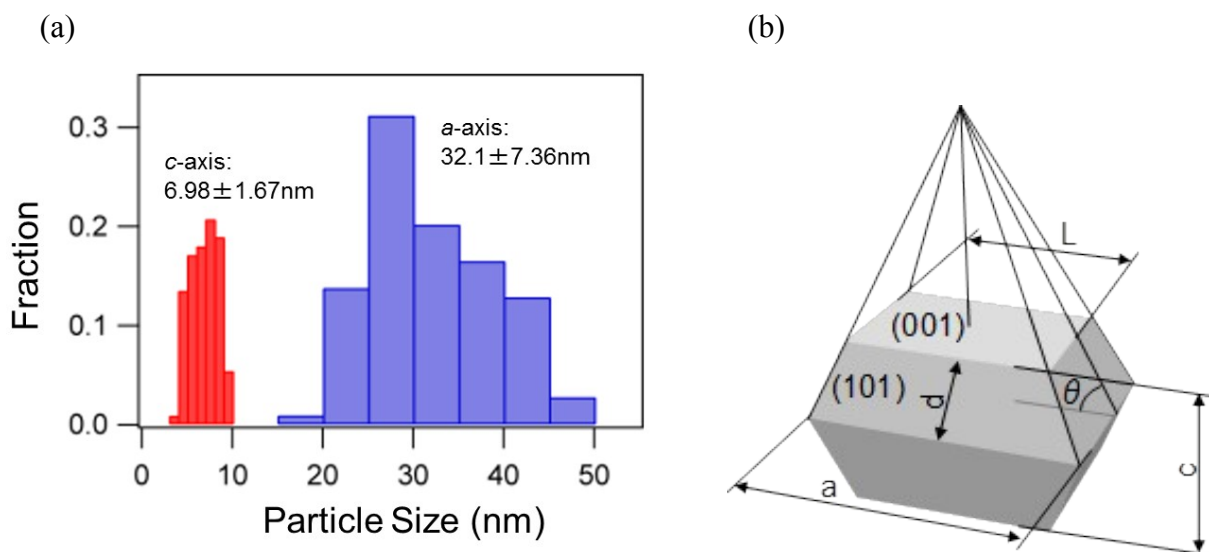 (a)
(b)
Fraction
0.3
0.2
0.1
0.0
c-axis:
6.98±1.67nm
a-axis:
32.1±7.36nm
0 10 20 30 40 50
Particle Size (nm)
L
(001)
(101)
d
θ
a
c